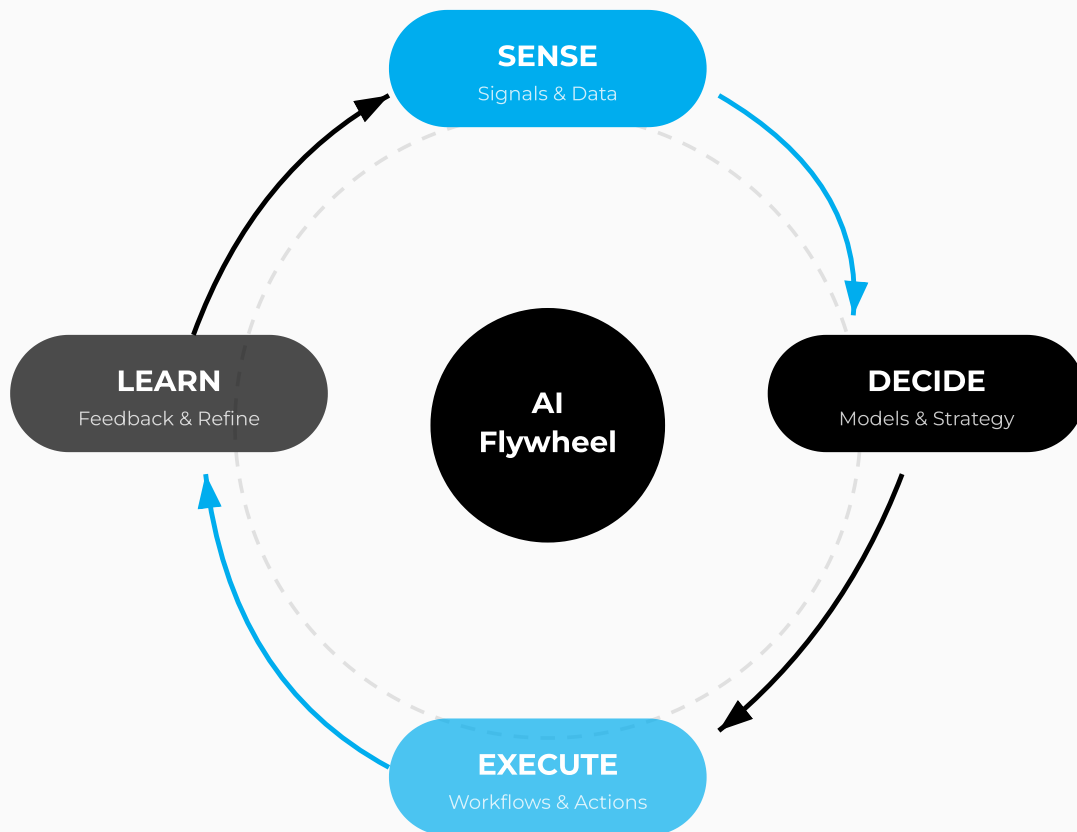 SENSE
Signals & Data
LEARN
Feedback & Refine
AI
Flywheel
DECIDE
Models & Strategy
EXECUTE
Workflows & Actions